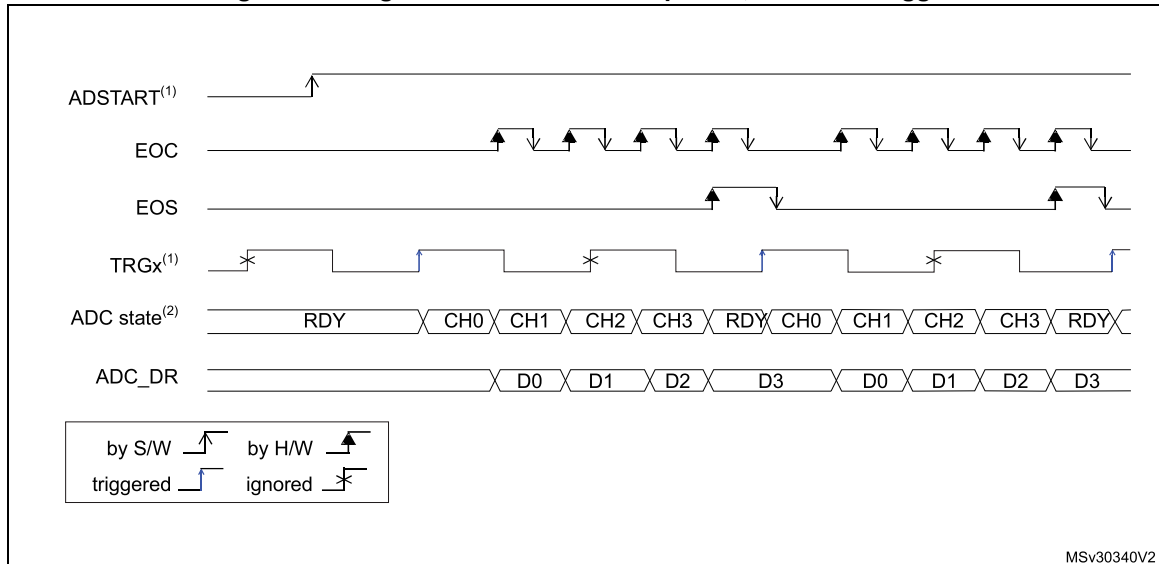 ADSTART(1)
EOC
EOS
TRGx(1)
ADC state(2) RDY CH0 CH1 CH2 CH3 RDY CH0 CH1 CH2 CH3 RDY
ADC_DR D0 D1 D2 D3 D0 D1 D2 D3
by S/W by H/W
triggered ignored
MSv30340V2